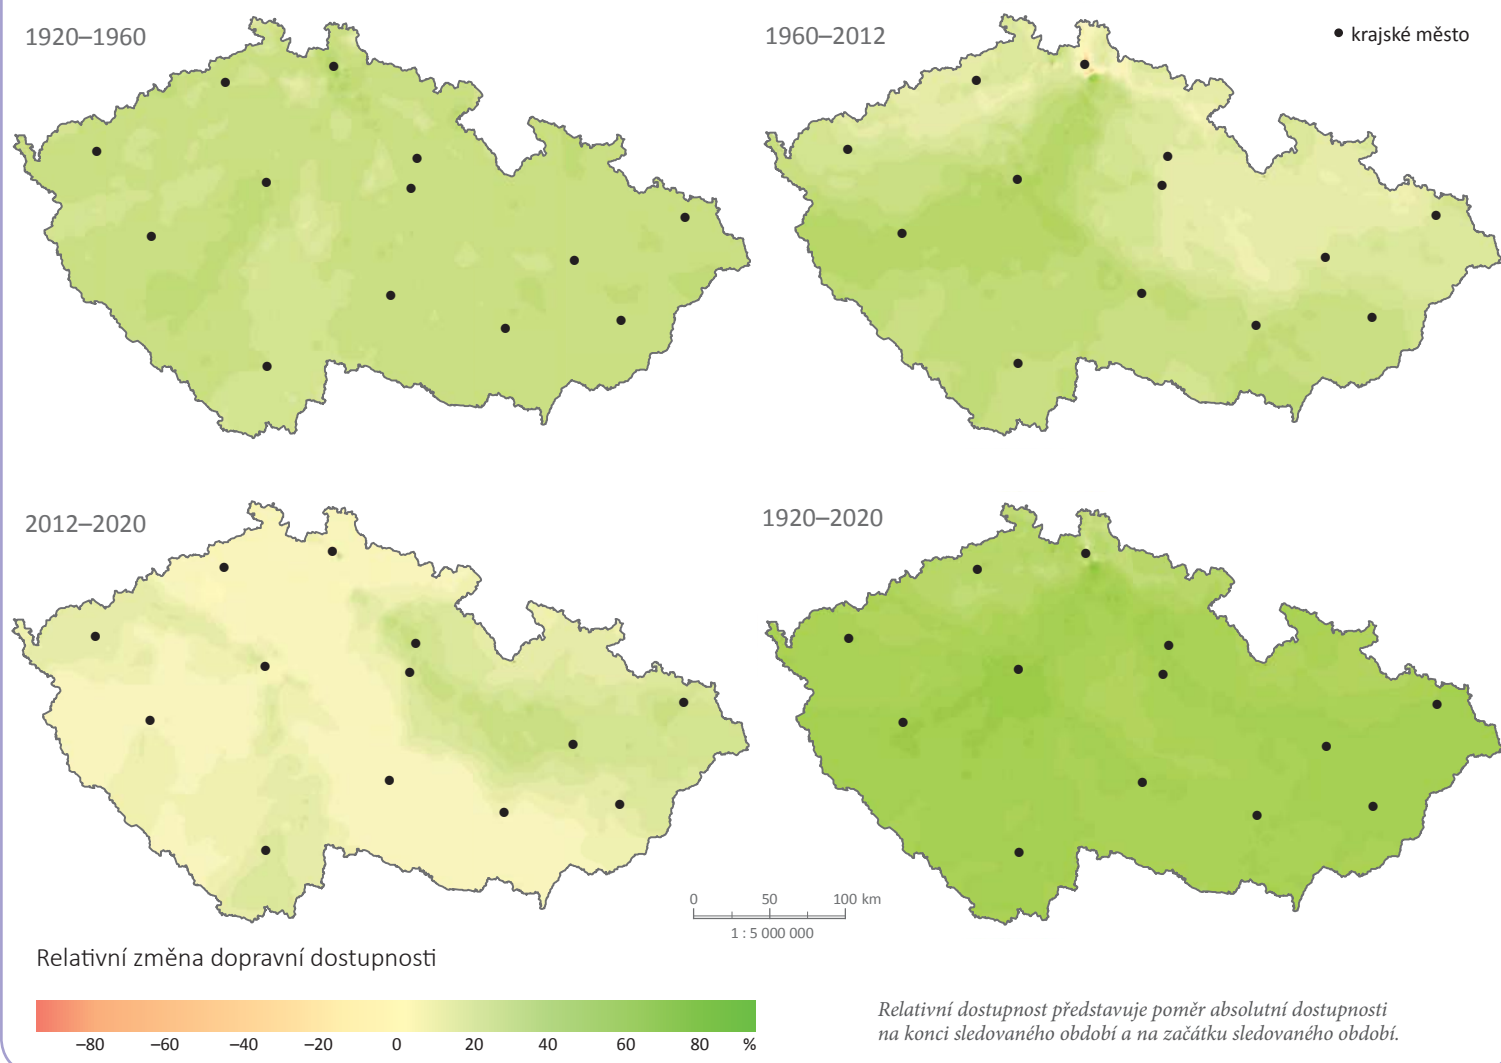 1920–1960
1960–2012
krajské město
2012–2020
1920–2020
0 50 100 km
1 : 5 000 000
Relativní změna dopravní dostupnosti
−80 −60 −40 −20 0 20 40 60 80 %
Relativní dostupnost představuje poměr absolutní dostupnosti
na konci sledovaného období a na začátku sledovaného období.